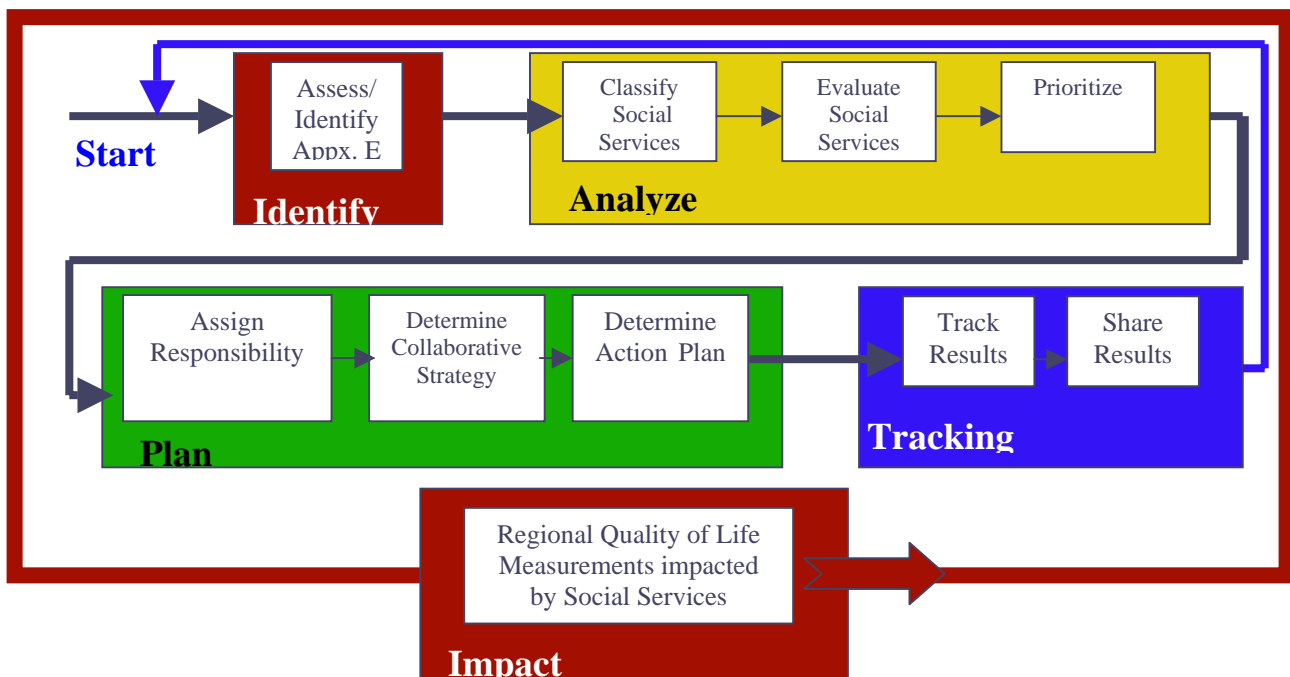 Start
Assess/
Identify
Appx. E
Identify
Classify
Social
Services
Evaluate
Social
Services
Prioritize
Analyze
Assign
Responsibility
Determine
Collaborative
Strategy
Determine
Action Plan
Plan
Track
Results
Share
Results
Tracking
Regional Quality of Life
Measurements impacted
by Social Services
Impact